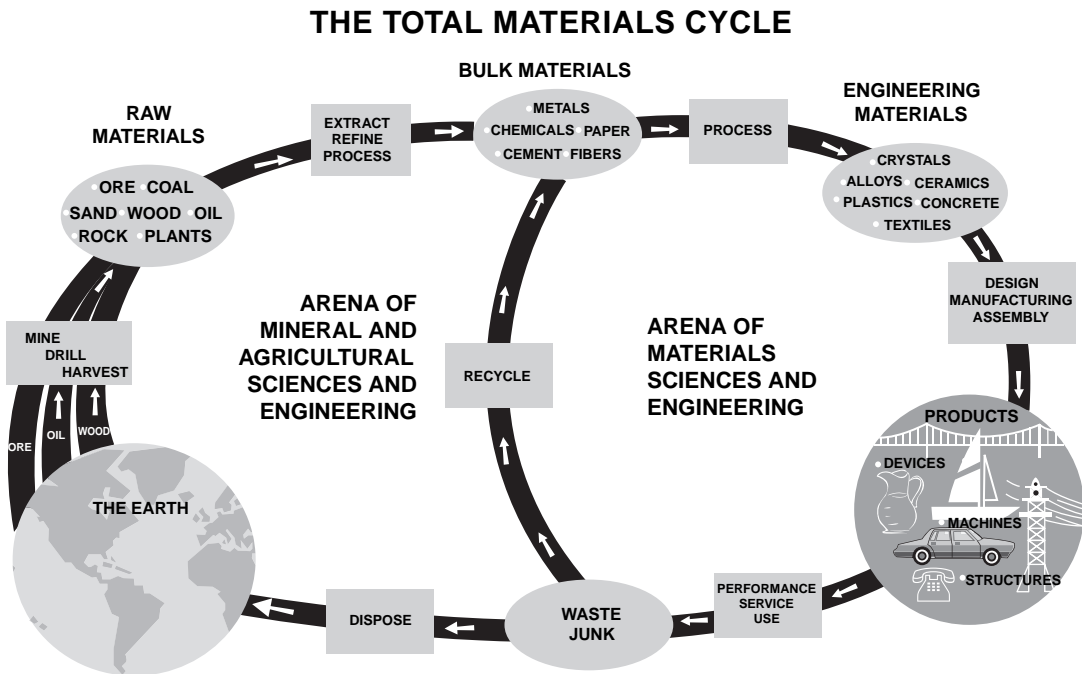 THE TOTAL MATERIALS CYCLE
BULK MATERIALS
RAW
MATERIALS
ENGINEERING
MATERIALS
EXTRACT
REFINE
PROCESS
METALS
CHEMICALS PAPER
CEMENT FIBERS
PROCESS
CRYSTALS
ALLOYS CERAMICS
PLASTICS CONCRETE
TEXTILES
ORE COAL
SAND WOOD OIL
ROCK PLANTS
DESIGN
MANUFACTURING
ASSEMBLY
MINE
DRILL
HARVEST
ARENA OF
MINERAL AND
AGRICULTURAL
SCIENCES AND
ENGINEERING
RECYCLE
ARENA OF
MATERIALS
SCIENCES AND
ENGINEERING
ORE
OIL
WOOD
THE EARTH
PRODUCTS
DEVICES
MACHINES
STRUCTURES
DISPOSE
WASTE
JUNK
PERFORMANCE
SERVICE
USE